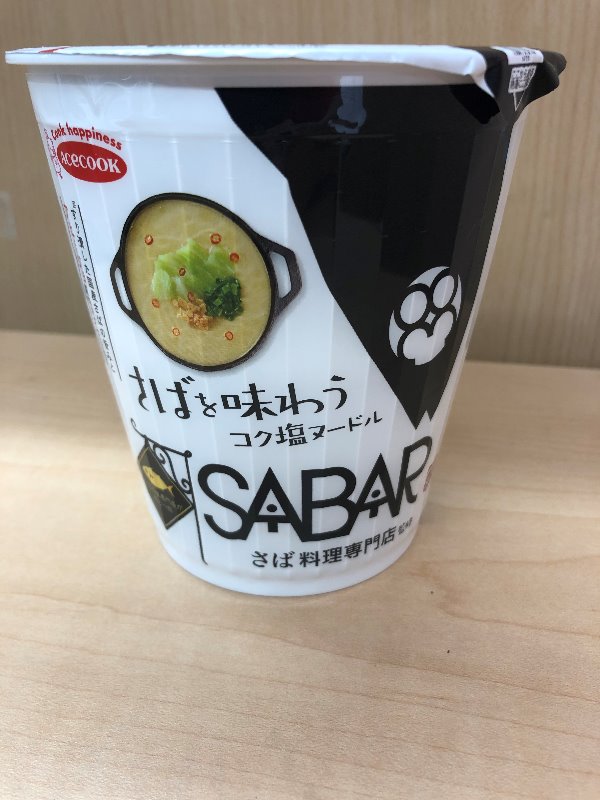 Cook happiness
Acecook
さばを味わう
コク塩ヌードル
SABAR
さば料理専門店監修